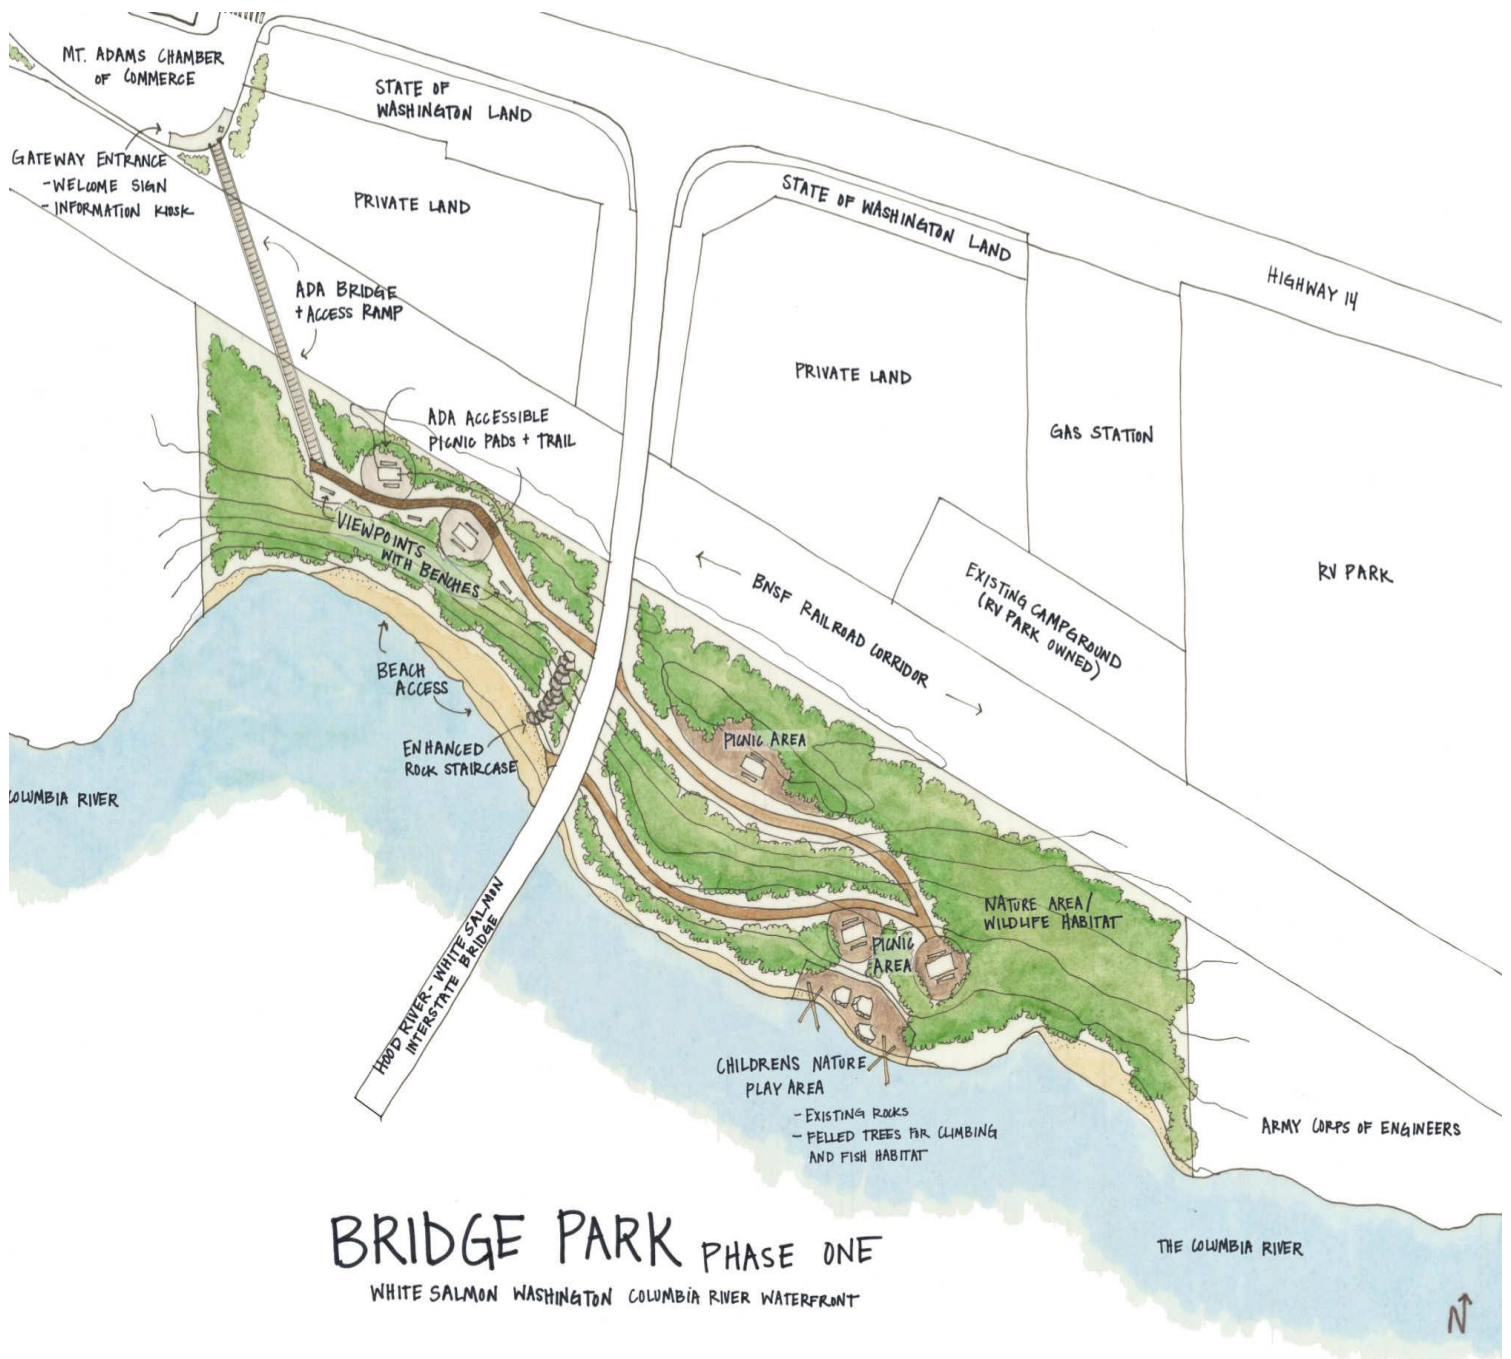 MT. ADAMS CHAMBER
OF COMMERCE
STATE OF
WASHINGTON LAND
GATEWAY ENTRANCE
-WELCOME SIGN
- INFORMATION KIOSK
PRIVATE LAND
STATE OF WASHINGTON LAND
HIGHWAY 14
ADA BRIDGE
+ ACCESS RAMP
PRIVATE LAND
ADA ACCESSIBLE
PICNIC PADS + TRAIL
GAS STATION
RV PARK
VIEWPOINTS
WITH BENCHES
EXISTING CAMPGROUND
(RV PARK OWNED)
BNSF RAILROAD CORRIDOR
BEACH
ACCESS
ENHANCED
ROCK STAIRCASE
PICNIC AREA
COLUMBIA RIVER
NATURE AREA/
WILDLIFE HABITAT
PICNIC
AREA
HOOD RIVER - WHITE SALMON
INTERSTATE BRIDGE
CHILDRENS NATURE
PLAY AREA
- EXISTING ROCKS
- FELLED TREES FOR CLIMBING
AND FISH HABITAT
ARMY CORPS OF ENGINEERS
BRIDGE PARK PHASE ONE
WHITE SALMON WASHINGTON COLUMBIA RIVER WATERFRONT
THE COLUMBIA RIVER
N